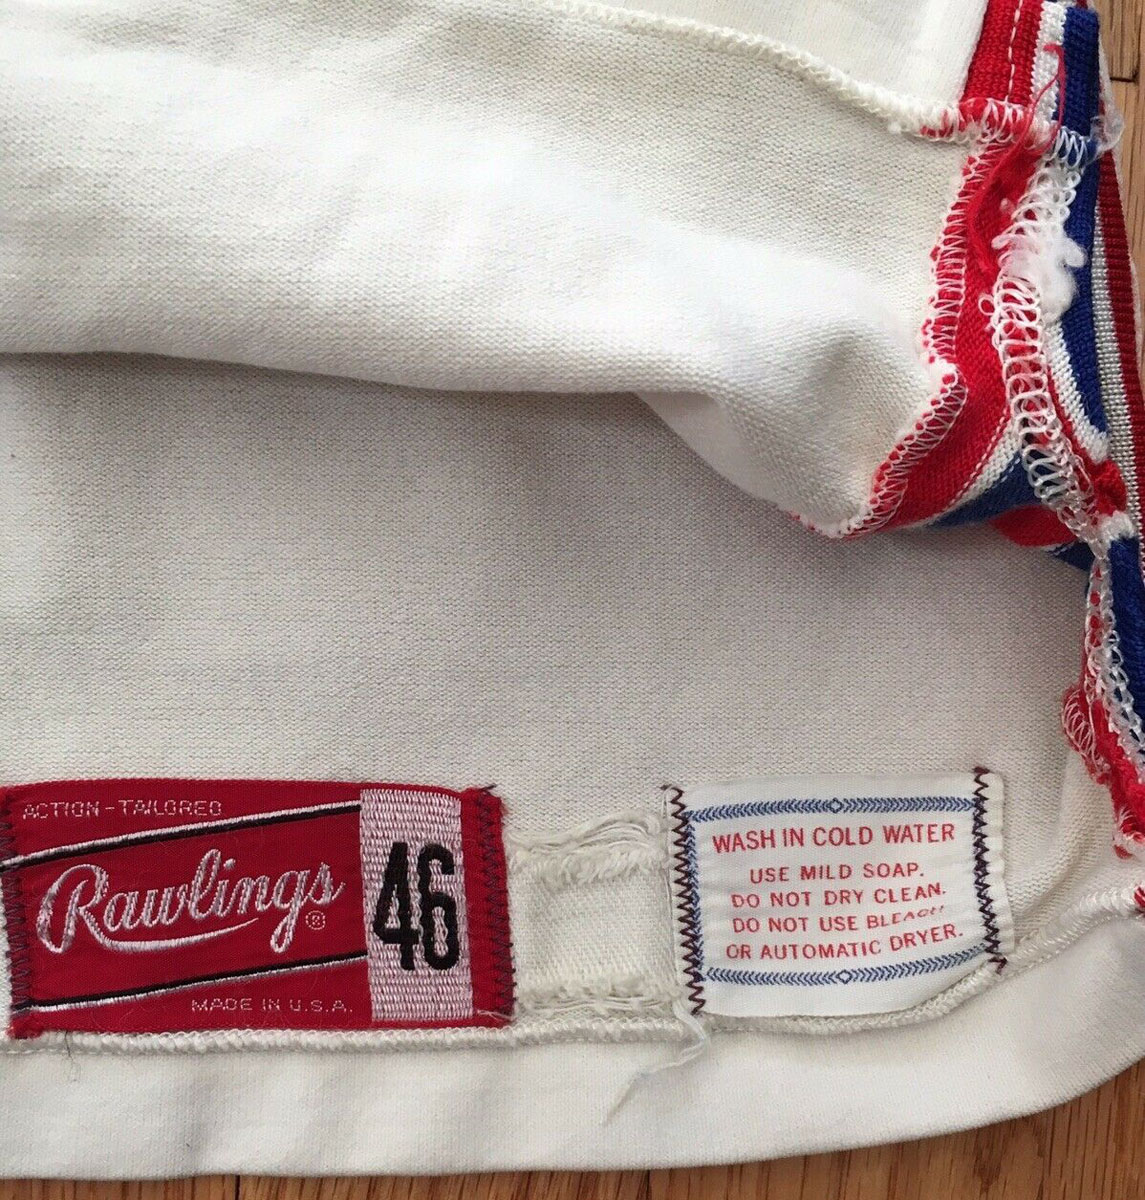 ACTION-TAILORED
Rawlings®
46
MADE IN U.S.A.
WASH IN COLD WATER
USE MILD SOAP.
DO NOT DRY CLEAN.
DO NOT USE BLEACH
OR AUTOMATIC DRYER.